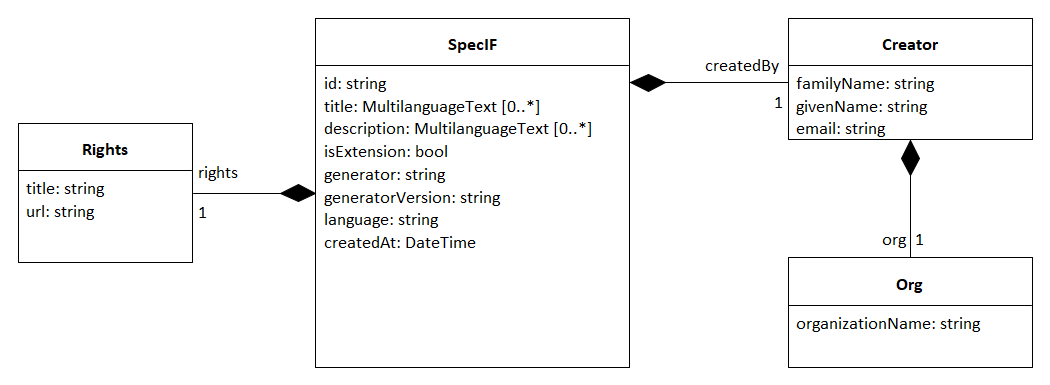 SpecIF
id: string
title: MultilanguageText [0..*]
description: MultilanguageText [0..*]
isExtension: bool
generator: string
generatorVersion: string
language: string
createdAt: DateTime
Creator
familyName: string
givenName: string
email: string
createdBy
1
Rights
title: string
url: string
rights
1
org 1
Org
organizationName: string